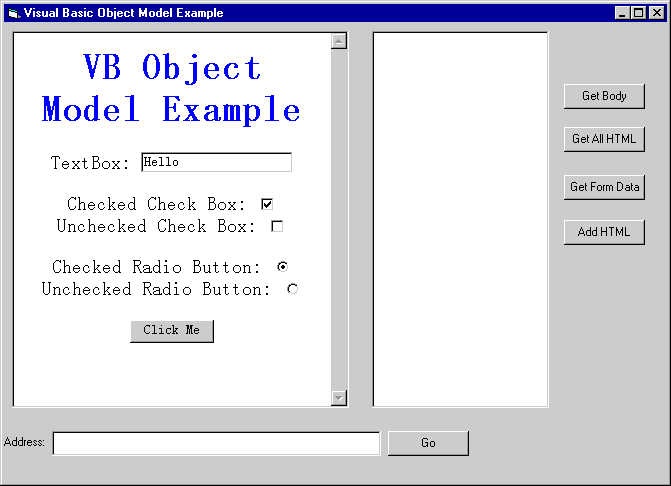 Visual Basic Object Model Example
VB Object
Model Example
TextBox: Hello
Checked Check Box:
Unchecked Check Box:
Checked Radio Button:
Unchecked Radio Button:
Click Me
Get Body
Get All HTML
Get Form Data
Add HTML
Address:
Go